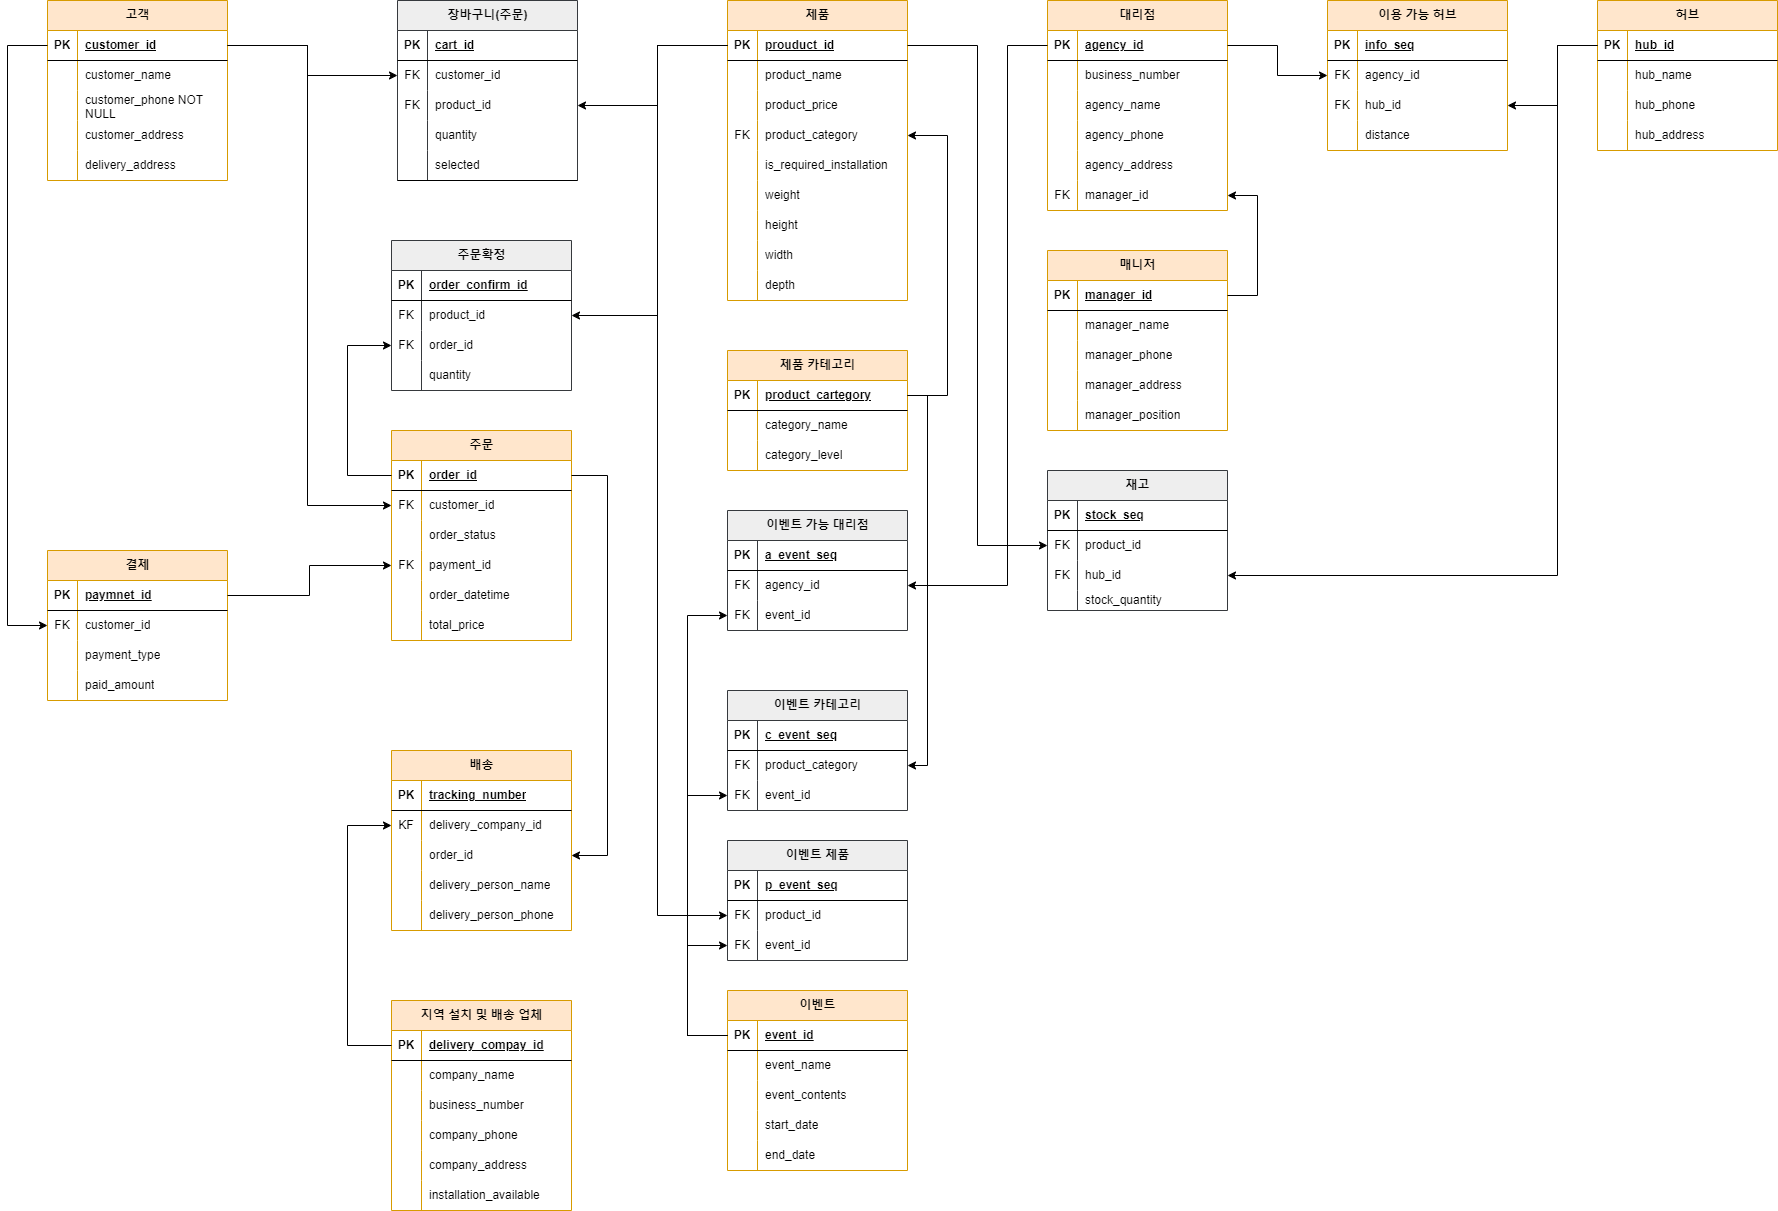 고객
PK customer_id
customer_name
customer_phone NOT
NULL
customer_address
delivery_address
장바구니(주문)
PK cart_id
FK customer_id
FK product_id
quantity
selected
제품
PK prouduct_id
product_name
product_price
FK product_category
is_required_installation
weight
height
width
depth
대리점
PK agency_id
business_number
agency_name
agency_phone
agency_address
FK manager_id
이용 가능 허브
PK info_seq
FK agency_id
FK hub_id
distance
허브
PK hub_id
hub_name
hub_phone
hub_address
주문확정
PK order_confirm_id
FK product_id
FK order_id
quantity
매니저
PK manager_id
manager_name
manager_phone
manager_address
manager_position
제품 카테고리
PK product_cartegory
category_name
category_level
주문
PK order_id
FK customer_id
order_status
FK payment_id
order_datetime
total_price
재고
PK stock_seq
FK product_id
FK hub_id
stock_quantity
이벤트 가능 대리점
PK a_event_seq
FK agency_id
FK event_id
결제
PK paymnet_id
FK customer_id
payment_type
paid_amount
이벤트 카테고리
PK c_event_seq
FK product_category
FK event_id
배송
PK tracking_number
KF delivery_company_id
order_id
delivery_person_name
delivery_person_phone
이벤트 제품
PK p_event_seq
FK product_id
FK event_id
이벤트
PK event_id
event_name
event_contents
start_date
end_date
지역 설치 및 배송 업체
PK delivery_compay_id
company_name
business_number
company_phone
company_address
installation_available